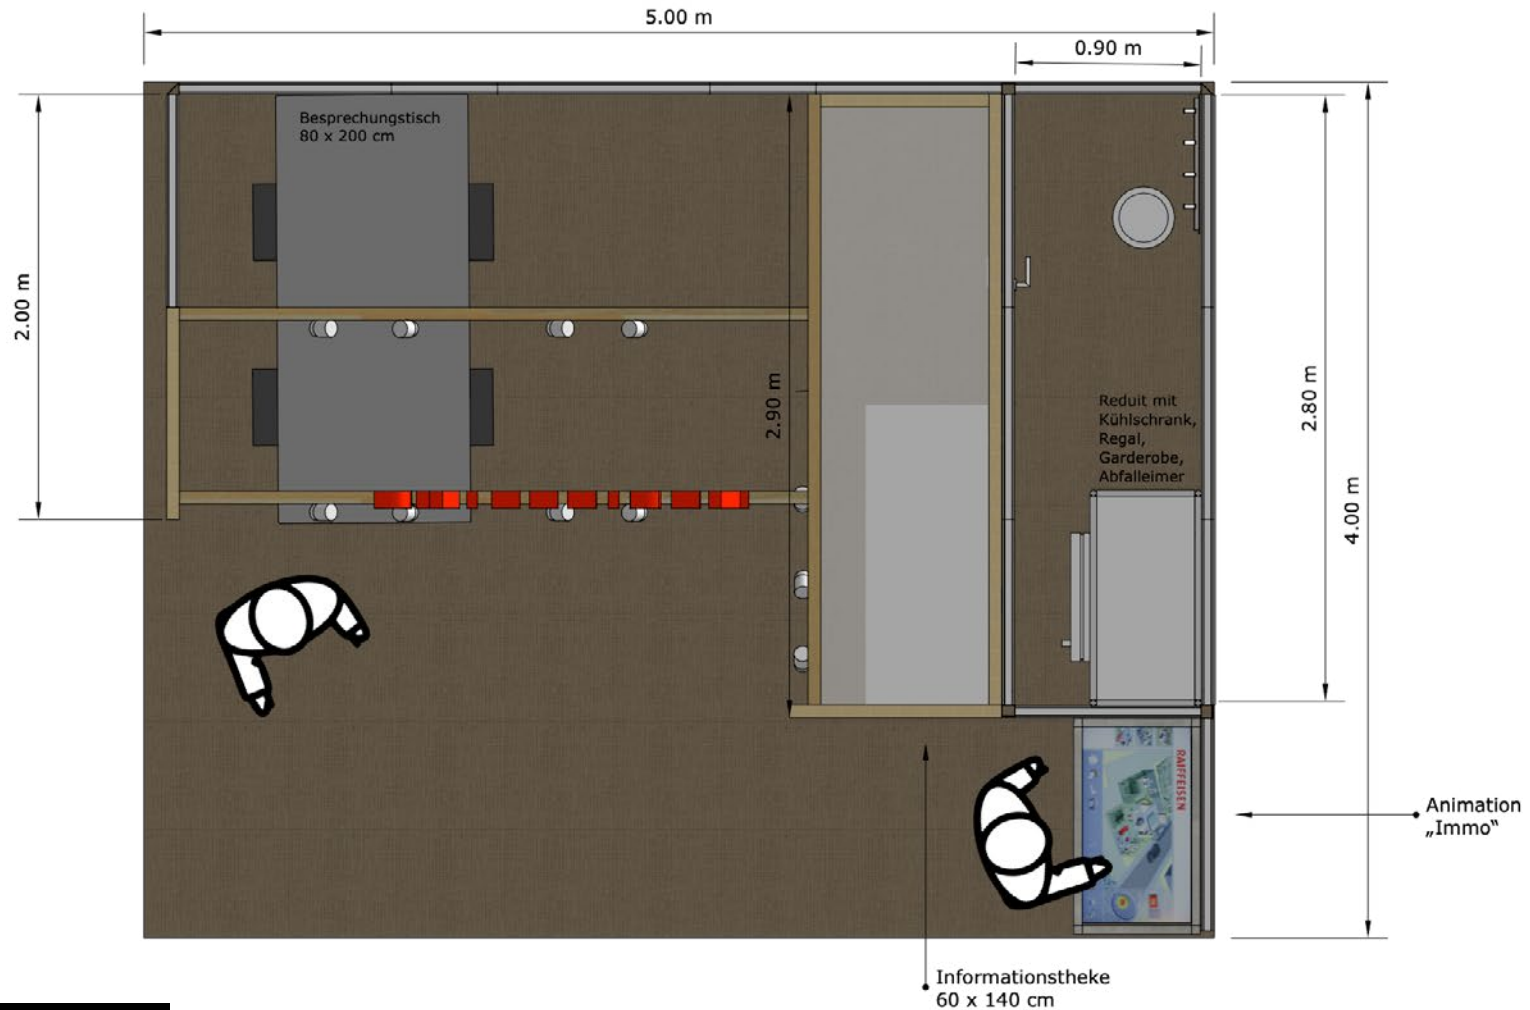 5.00 m
0.90 m
Besprechungstisch
80 x 200 cm
2.00 m
2.90 m
2.80 m
4.00 m
Reduit mit
Kühlschrank,
Regal,
Garderobe,
Abfalleimer
RAIFFEISEN
Animation
„Immo“
Informationstheke
60 x 140 cm